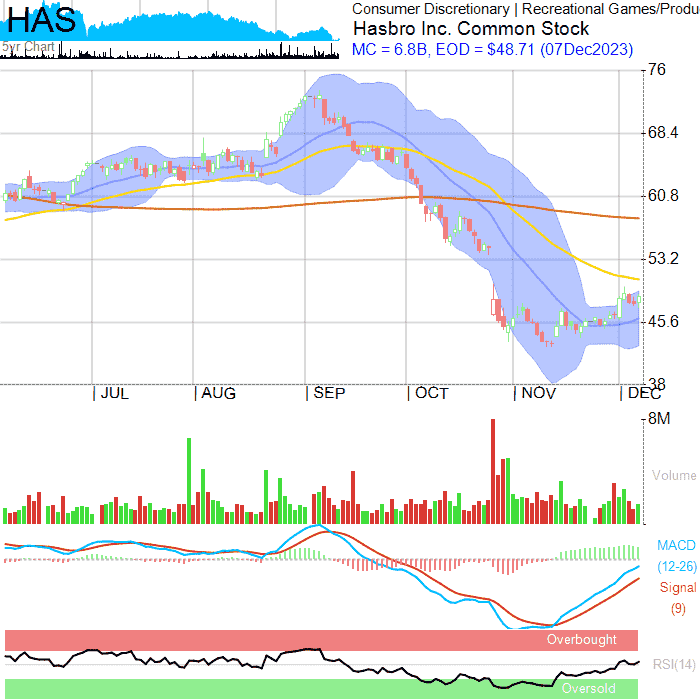 HAS
5yr Chart
Consumer Discretionary | Recreational Games/Produ
Hasbro Inc. Common Stock
MC = 6.8B, EOD = $48.71 (07Dec2023)
76
68.4
60.8
53.2
45.6
38
JUL
AUG
SEP
OCT
NOV
DEC
8M
Volume
MACD
(12-26)
Signal
(9)
Overbought
RSI(14)
Oversold